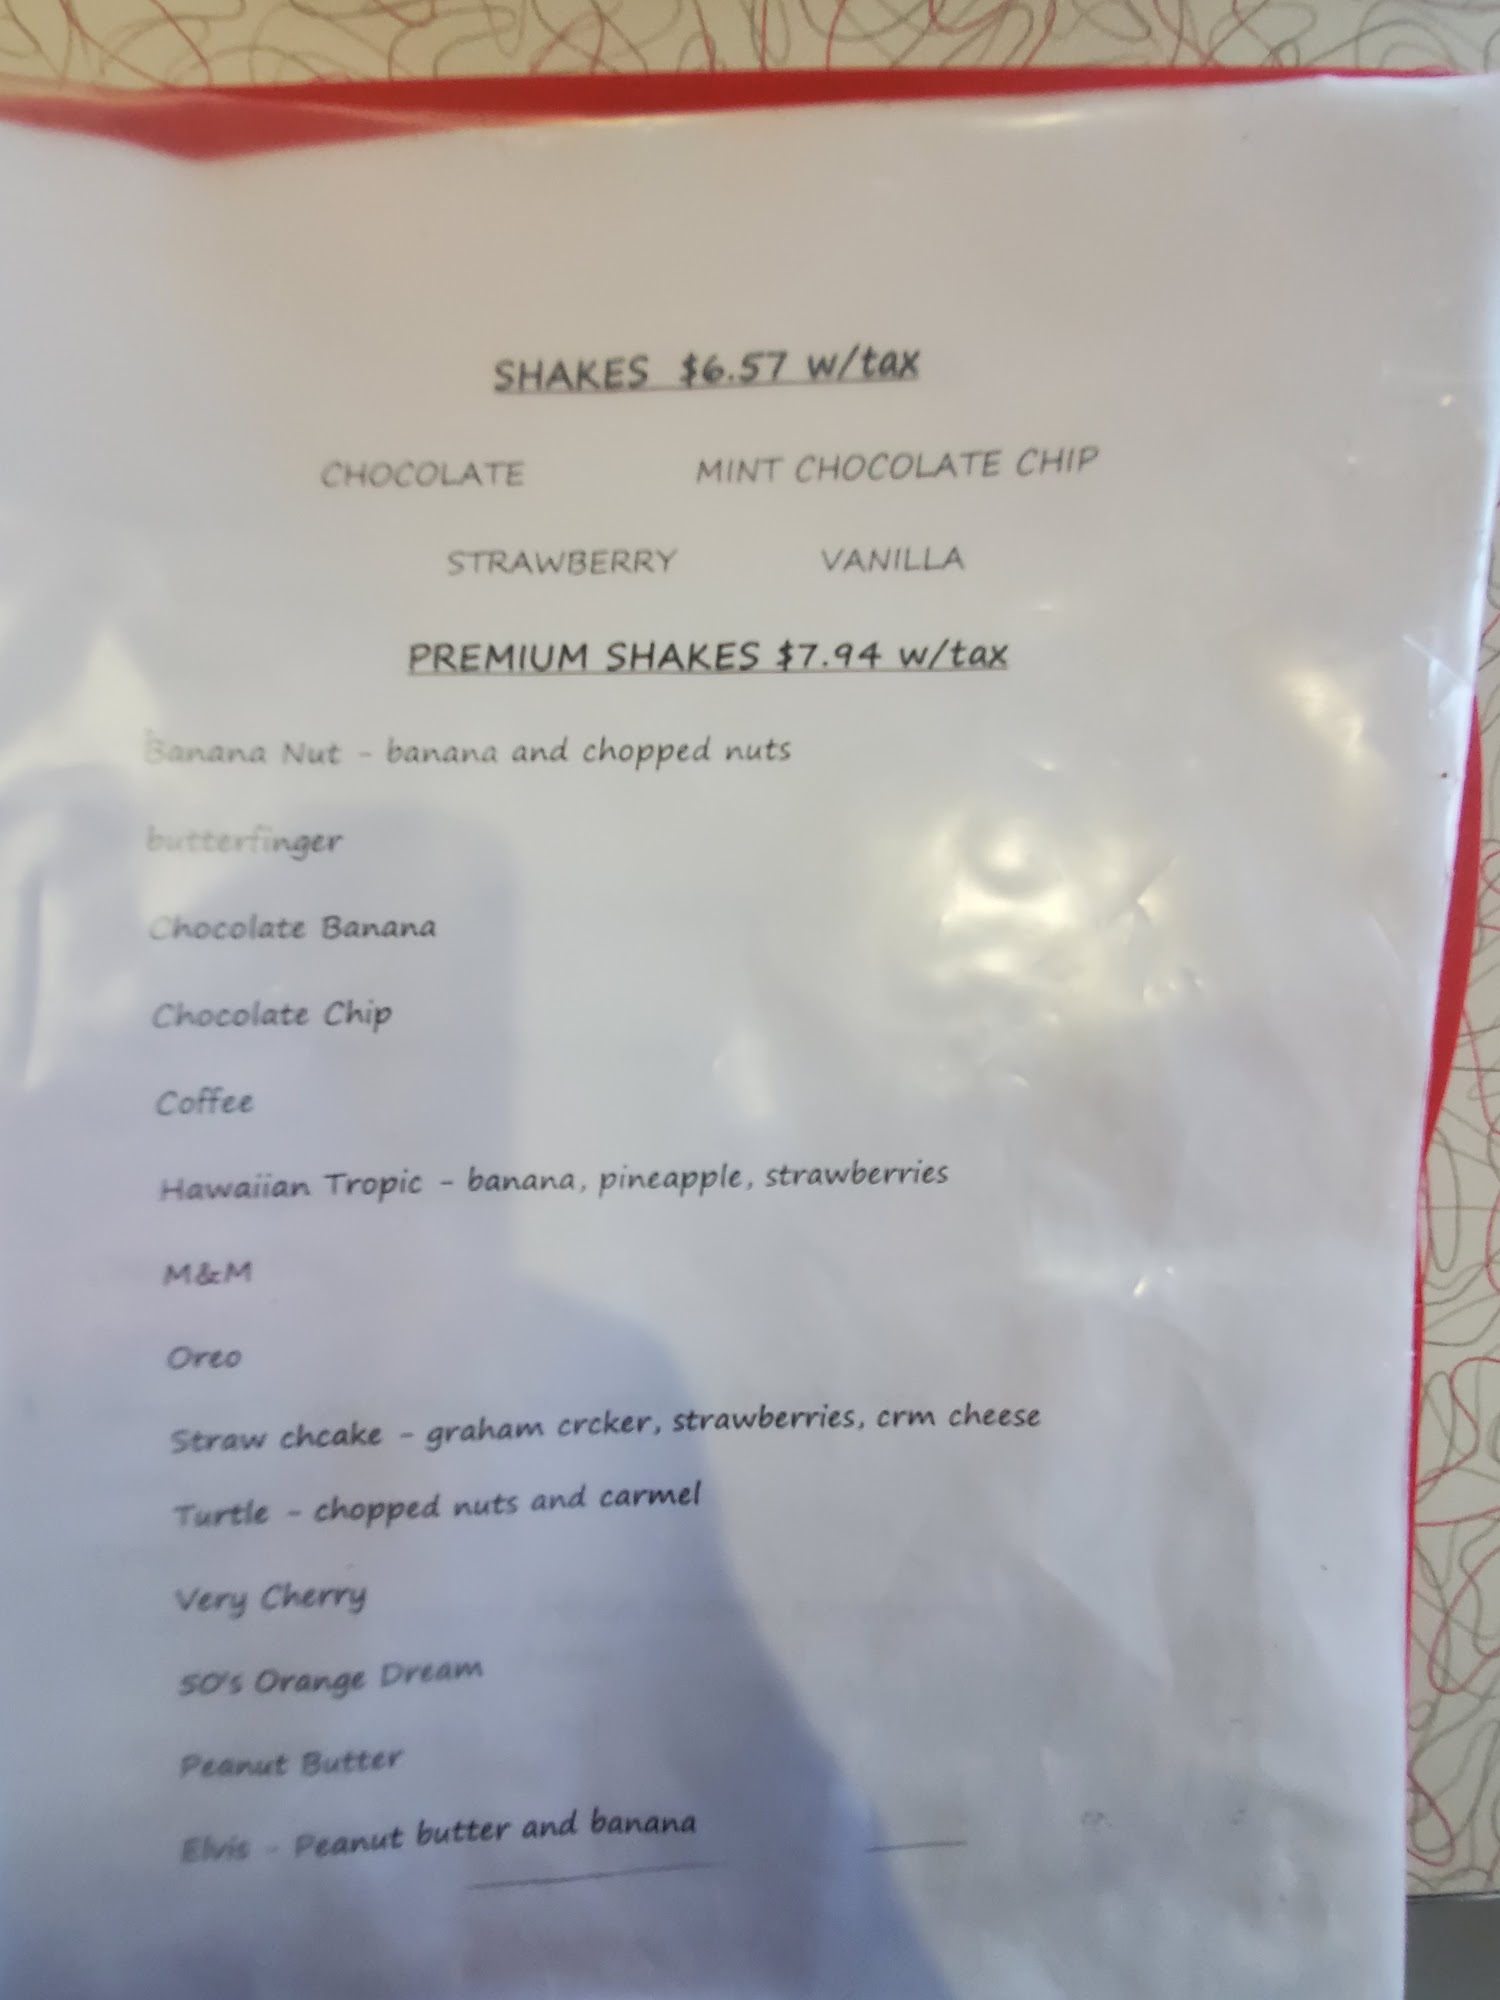 SHAKES $6.57 w/tax
CHOCOLATE MINT CHOCOLATE CHIP
STRAWBERRY VANILLA
PREMIUM SHAKES $7.94 w/tax
Banana Nut - banana and chopped nuts
butterfinger
Chocolate Banana
Chocolate Chip
Coffee
Hawaiian Tropic - banana, pineapple, strawberries
M&M
Oreo
Straw chcake - graham crcker, strawberries, crm cheese
Turtle - chopped nuts and carmel
Very Cherry
50's Orange Dream
Peanut Butter
Elvis - Peanut butter and banana